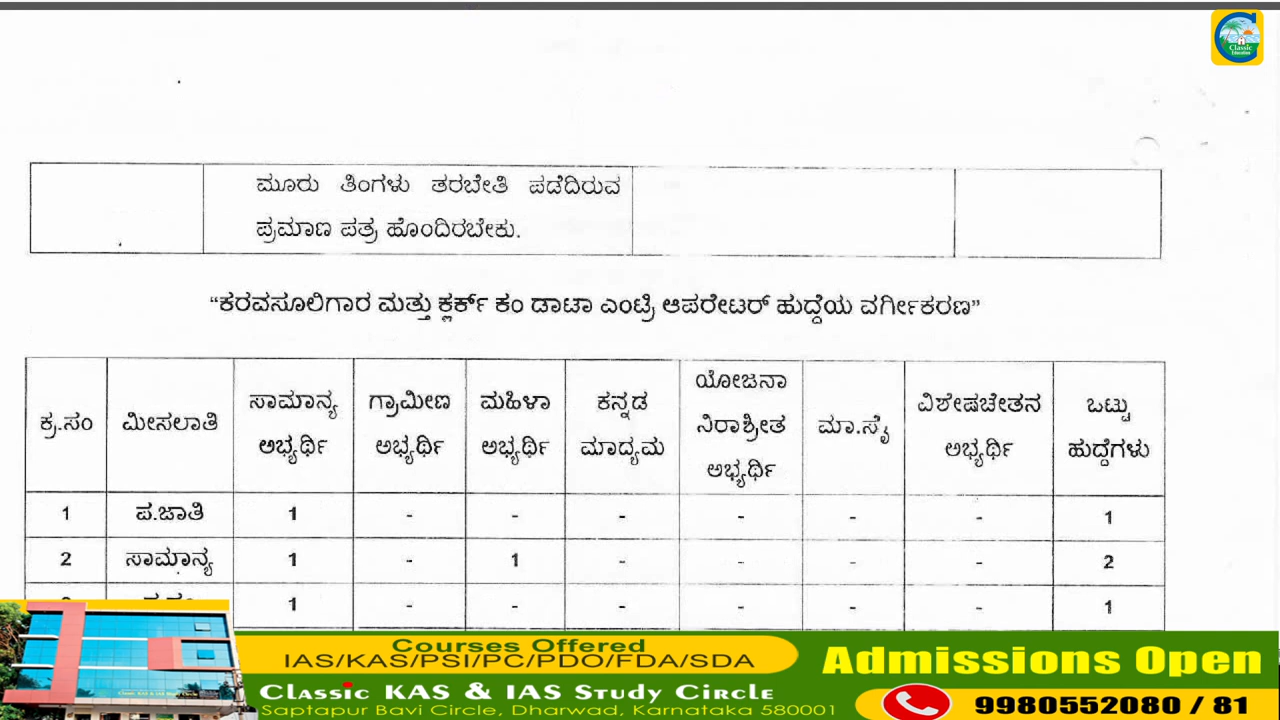 Classic
Education
ಮೂರು ತಿಂಗಳು ತರಬೇತಿ ಪಡೆದಿರುವ
ಪ್ರಮಾಣ ಪತ್ರ ಹೊಂದಿರಬೇಕು.
“ಕರವಸೂಲಿಗಾರ ಮತ್ತು ಕ್ಲರ್ಕ್ ಕಂ ಡಾಟಾ ಎಂಟ್ರಿ ಆಪರೇಟರ್ ಹುದ್ದೆಯ ವರ್ಗೀಕರಣ”
ಕ್ರ.ಸಂ ಮೀಸಲಾತಿ ಸಾಮಾನ್ಯ ಅಭ್ಯರ್ಥಿ ಗ್ರಾಮೀಣ ಅಭ್ಯರ್ಥಿ ಮಹಿಳಾ ಅಭ್ಯರ್ಥಿ ಕನ್ನಡ ಮಾದ್ಯಮ ಯೋಜನಾ ನಿರಾಶ್ರೀತ ಅಭ್ಯರ್ಥಿ ಮಾ.ಸೈ ವಿಶೇಷಚೇತನ ಅಭ್ಯರ್ಥಿ ಒಟ್ಟು ಹುದ್ದೆಗಳು
1 ಪ.ಜಾತಿ 1 - - - - - - 1
2 ಸಾಮಾನ್ಯ 1 - 1 - - - - 2
1 - - - - - - 1
Courses Offered
IAS/KAS/PSI/PC/PDO/FDA/SDA
Classic KAS & IAS Study Circle
Saptapur Bavi Circle, Dharwad, Karnataka 580001
Admissions Open
9980552080 / 81